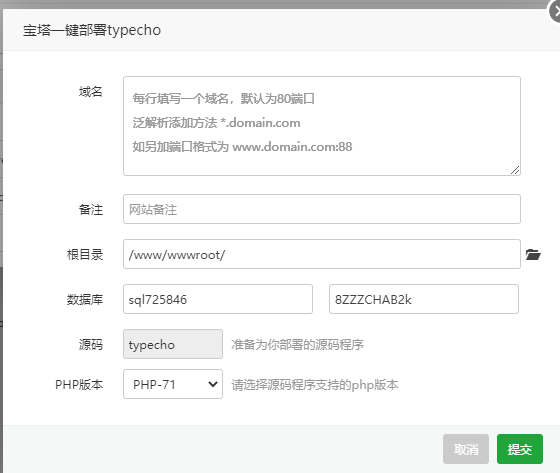 宝塔一键部署typecho
域名
每行填写一个域名，默认为80端口
泛解析添加方法 *.domain.com
如另加端口格式为 www.domain.com:88
备注 网站备注
根目录 /www/wwwroot/
数据库 sql725846 8ZZZCHAB2k
源码 typecho 准备为你部署的源码程序
PHP版本 PHP-71 请选择源码程序支持的php版本
取消 提交